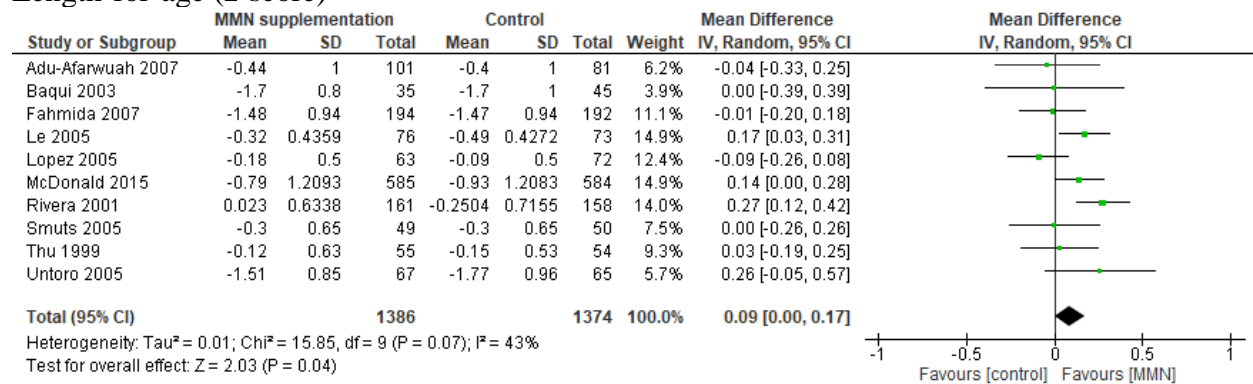 Length-for-age (Z-score)
MMN supplementation Control Mean Difference Mean Difference
Study or Subgroup Mean SD Total Mean SD Total Weight IV, Random, 95% CI IV, Random, 95% CI
Adu-Afarwuah 2007 -0.44 1 101 -0.4 1 81 6.2% -0.04 [-0.33, 0.25]
Baqui 2003 -1.7 0.8 35 -1.7 1 45 3.9% 0.00 [-0.39, 0.39]
Fahmida 2007 -1.48 0.94 194 -1.47 0.94 192 11.1% -0.01 [-0.20, 0.18]
Le 2005 -0.32 0.4359 76 -0.49 0.4272 73 14.9% 0.17 [0.03, 0.31]
Lopez 2005 -0.18 0.5 63 -0.09 0.5 72 12.4% -0.09 [-0.26, 0.08]
McDonald 2015 -0.79 1.2093 585 -0.93 1.2083 584 14.9% 0.14 [0.00, 0.28]
Rivera 2001 0.023 0.6338 161 -0.2504 0.7155 158 14.0% 0.27 [0.12, 0.42]
Smuts 2005 -0.3 0.65 49 -0.3 0.65 50 7.5% 0.00 [-0.26, 0.26]
Thu 1999 -0.12 0.63 55 -0.15 0.53 54 9.3% 0.03 [-0.19, 0.25]
Untoro 2005 -1.51 0.85 67 -1.77 0.96 65 5.7% 0.26 [-0.05, 0.57]
Total (95% CI) 1386 1374 100.0% 0.09 [0.00, 0.17]
Heterogeneity: Tau² = 0.01; Chi² = 15.85, df = 9 (P = 0.07); I² = 43%
Test for overall effect: Z = 2.03 (P = 0.04)
-1 -0.5 0 0.5 1
Favours [control] Favours [MMN]